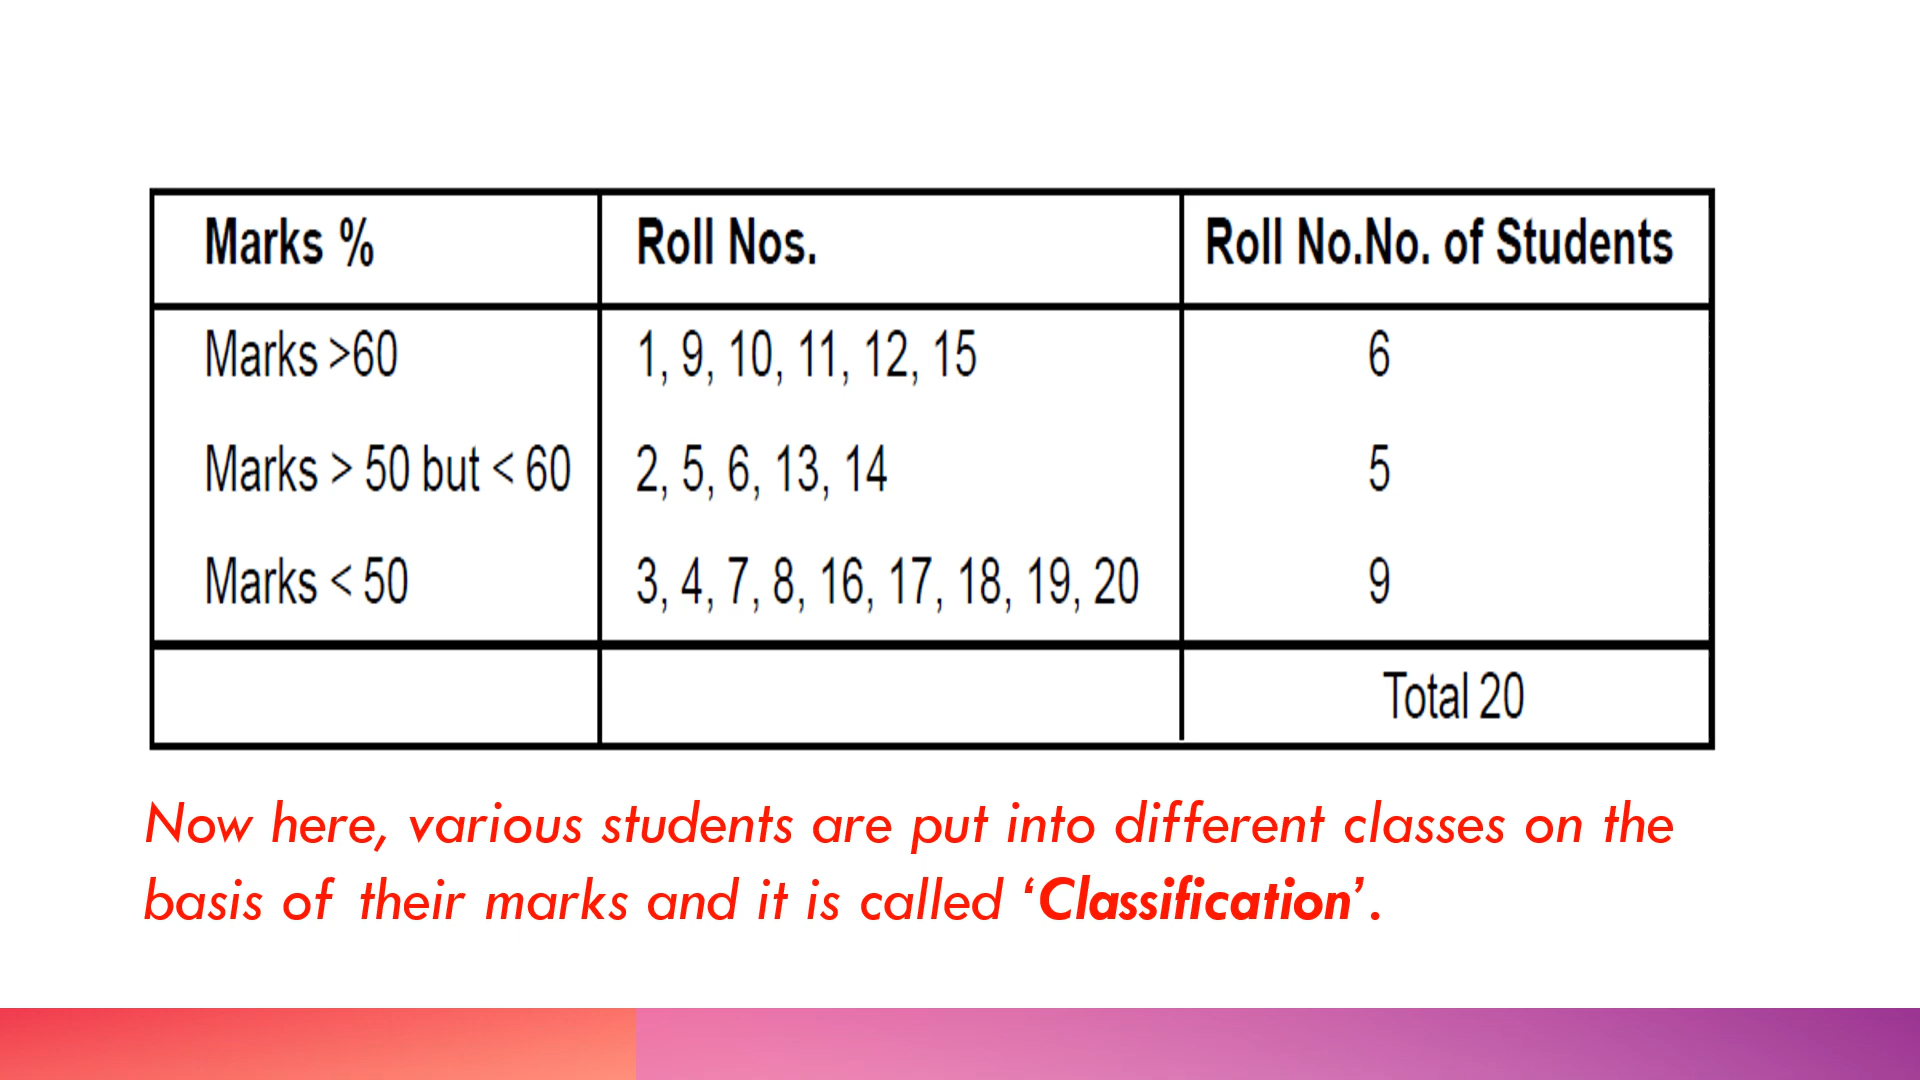 Marks % Roll Nos. Roll No.No. of Students
Marks >60 1, 9, 10, 11, 12, 15 6
Marks > 50 but < 60 2, 5, 6, 13, 14 5
Marks < 50 3, 4, 7, 8, 16, 17, 18, 19, 20 9
Total 20
Now here, various students are put into different classes on the
basis of their marks and it is called ‘Classification’.